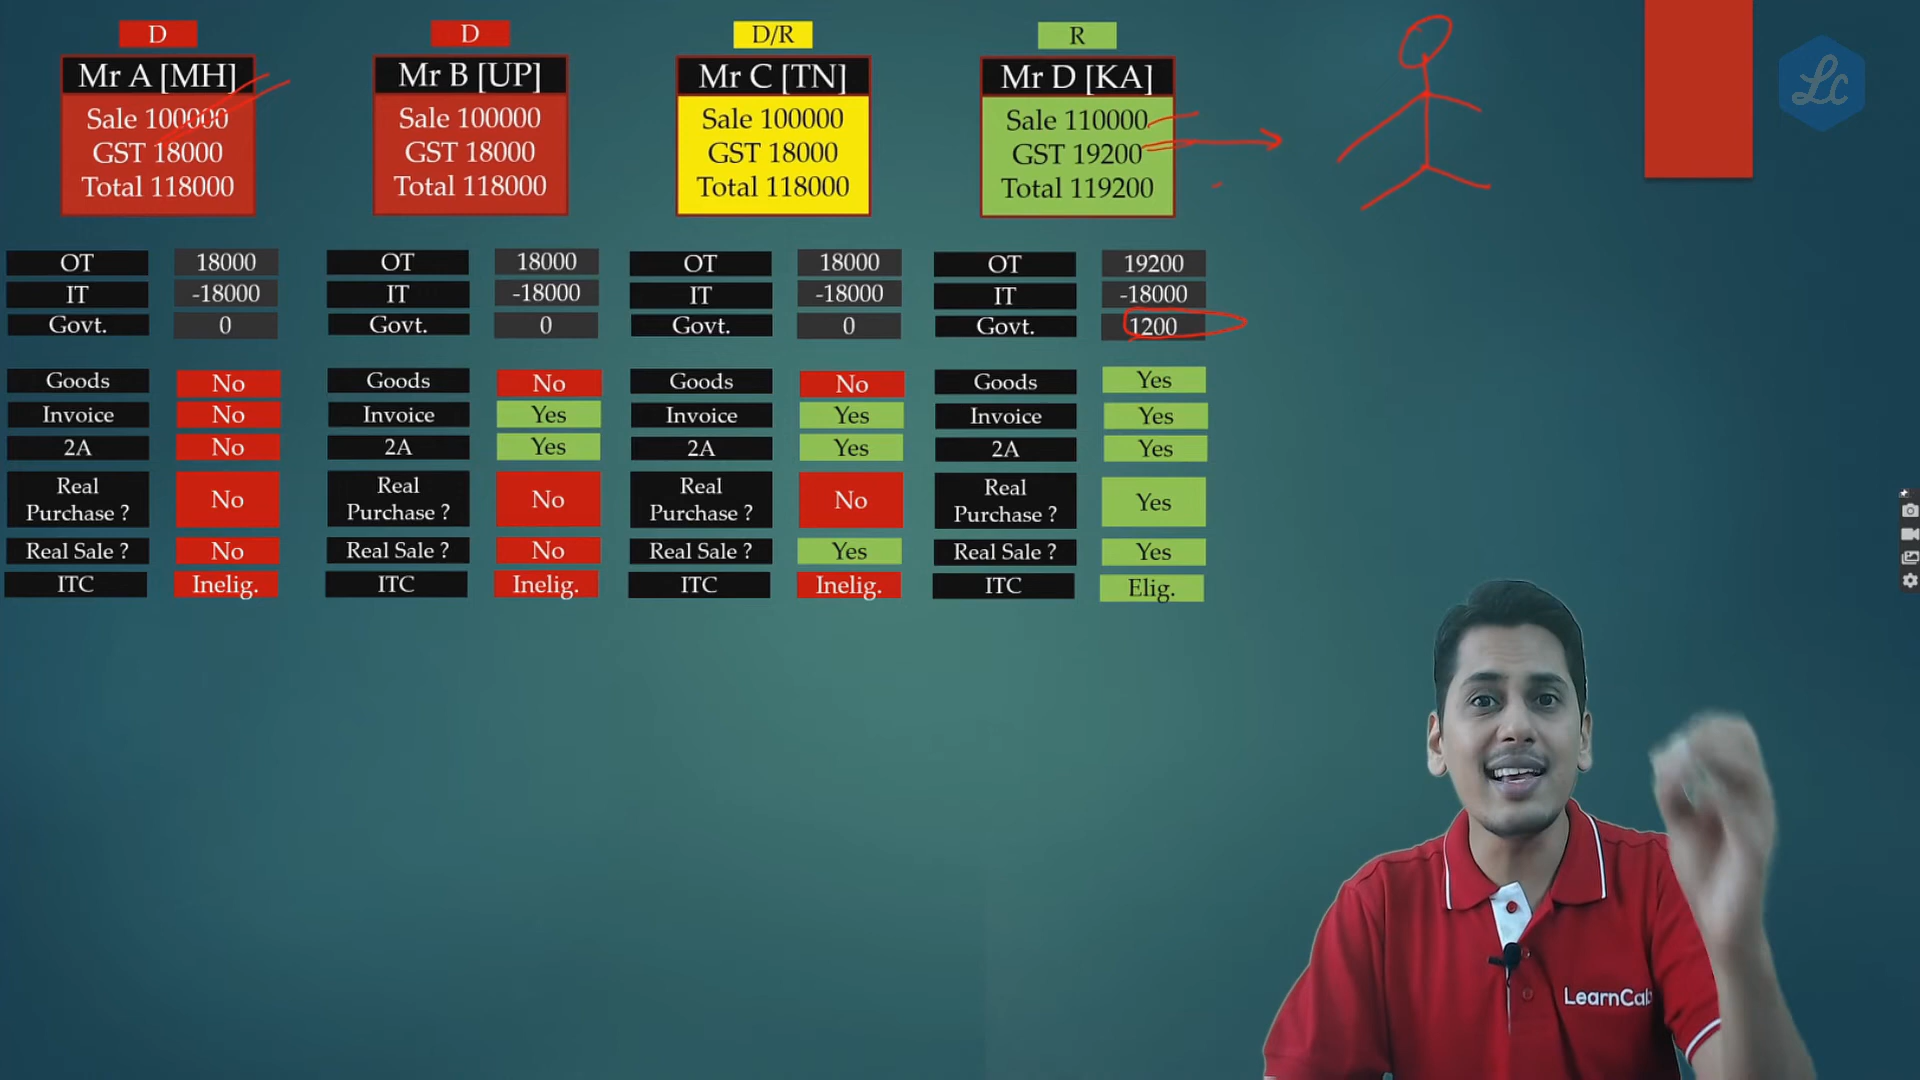 D
Mr A [MH]
Sale 100000
GST 18000
Total 118000
D
Mr B [UP]
Sale 100000
GST 18000
Total 118000
D/R
Mr C [TN]
Sale 100000
GST 18000
Total 118000
R
Mr D [KA]
Sale 110000
GST 19200
Total 119200
Lc
OT 18000
IT -18000
Govt. 0
Goods No
Invoice No
2A No
Real
Purchase ? No
Real Sale ? No
ITC Inelig.
OT 18000
IT -18000
Govt. 0
Goods No
Invoice Yes
2A Yes
Real
Purchase ? No
Real Sale ? No
ITC Inelig.
OT 18000
IT -18000
Govt. 0
Goods No
Invoice Yes
2A Yes
Real
Purchase ? No
Real Sale ? Yes
ITC Inelig.
OT 19200
IT -18000
Govt. 1200
Goods Yes
Invoice Yes
2A Yes
Real
Purchase ? Yes
Real Sale ? Yes
ITC Elig.
LearnCab